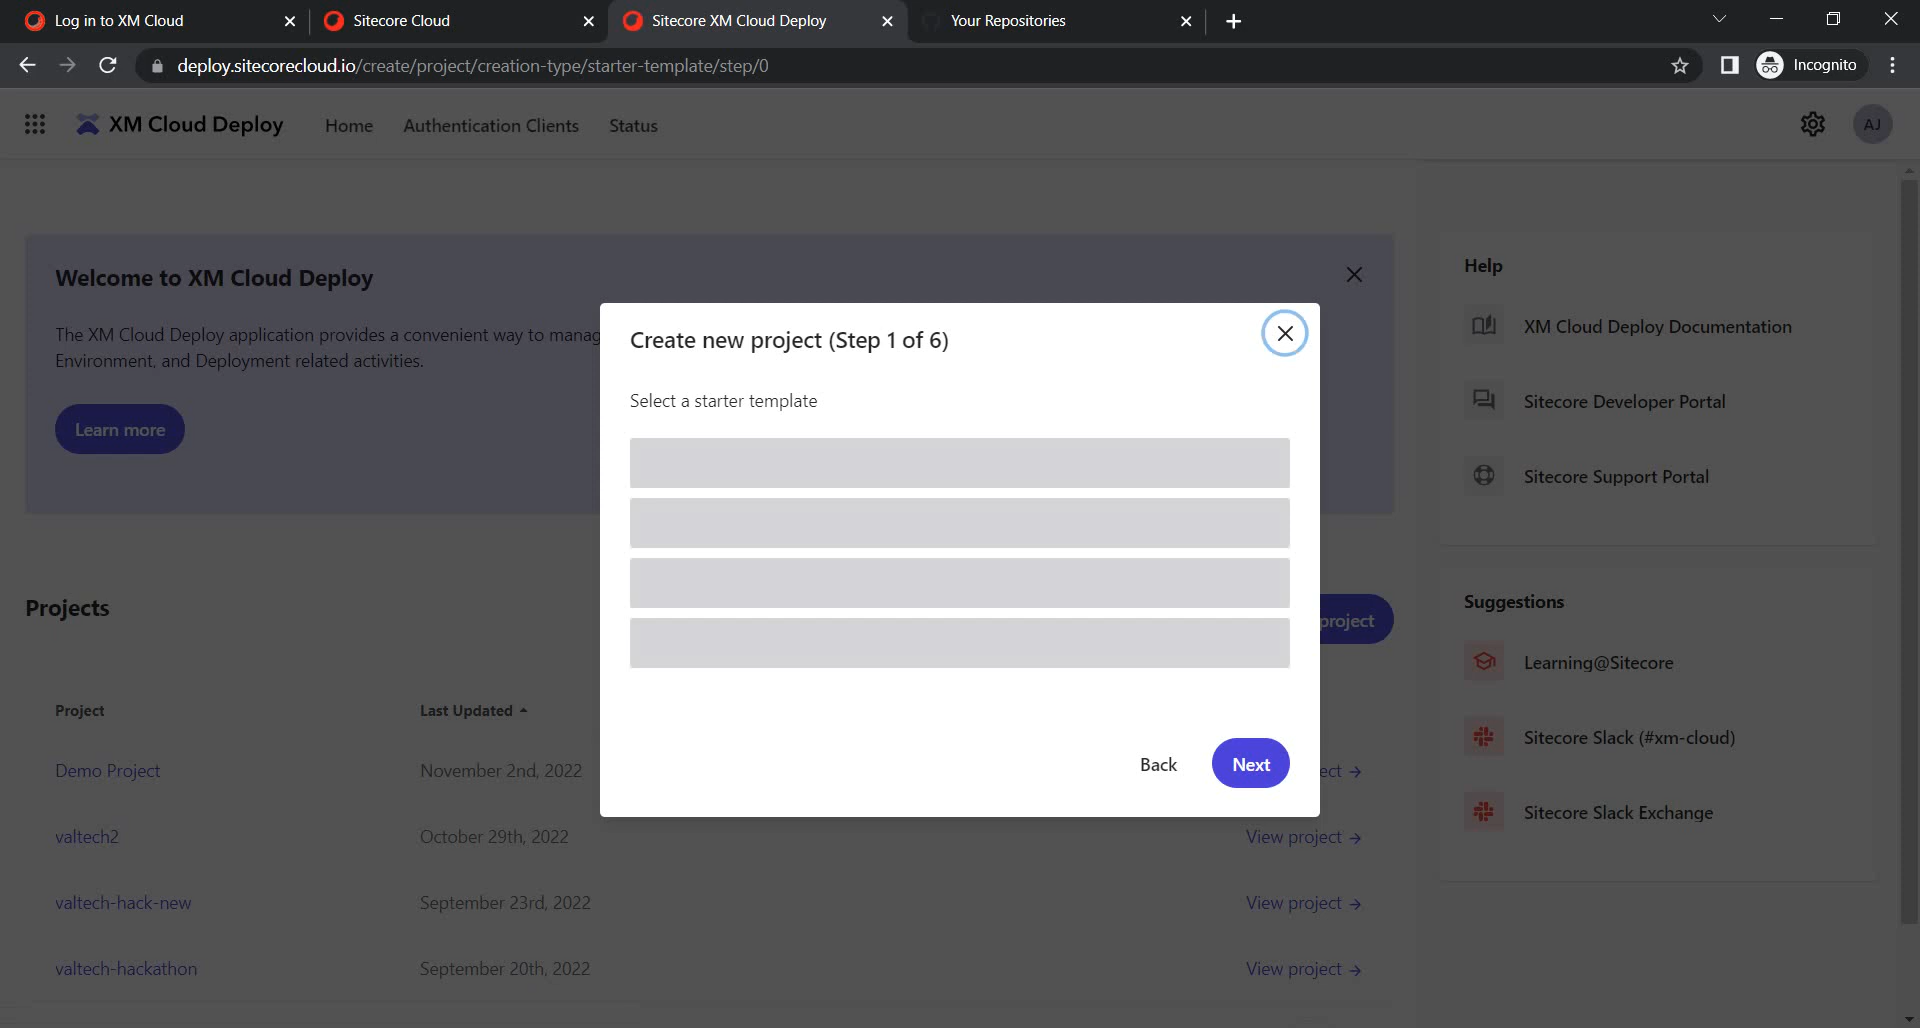 Log in to XM Cloud
Sitecore Cloud
Sitecore XM Cloud Deploy
Your Repositories
deploy.sitecorecloud.io/create/project/creation-type/starter-template/step/0
Incognito
XM Cloud Deploy
Home
Authentication Clients
Status
AJ
Welcome to XM Cloud Deploy
The XM Cloud Deploy application provides a convenient way to manag
Environment, and Deployment related activities.
Learn more
Create new project (Step 1 of 6)
Select a starter template
Back
Next
Projects
project
Project
Last Updated
Demo Project
November 2nd, 2022
ect →
valtech2
October 29th, 2022
View project →
valtech-hack-new
September 23rd, 2022
View project →
valtech-hackathon
September 20th, 2022
View project →
Help
XM Cloud Deploy Documentation
Sitecore Developer Portal
Sitecore Support Portal
Suggestions
Learning@Sitecore
Sitecore Slack (#xm-cloud)
Sitecore Slack Exchange